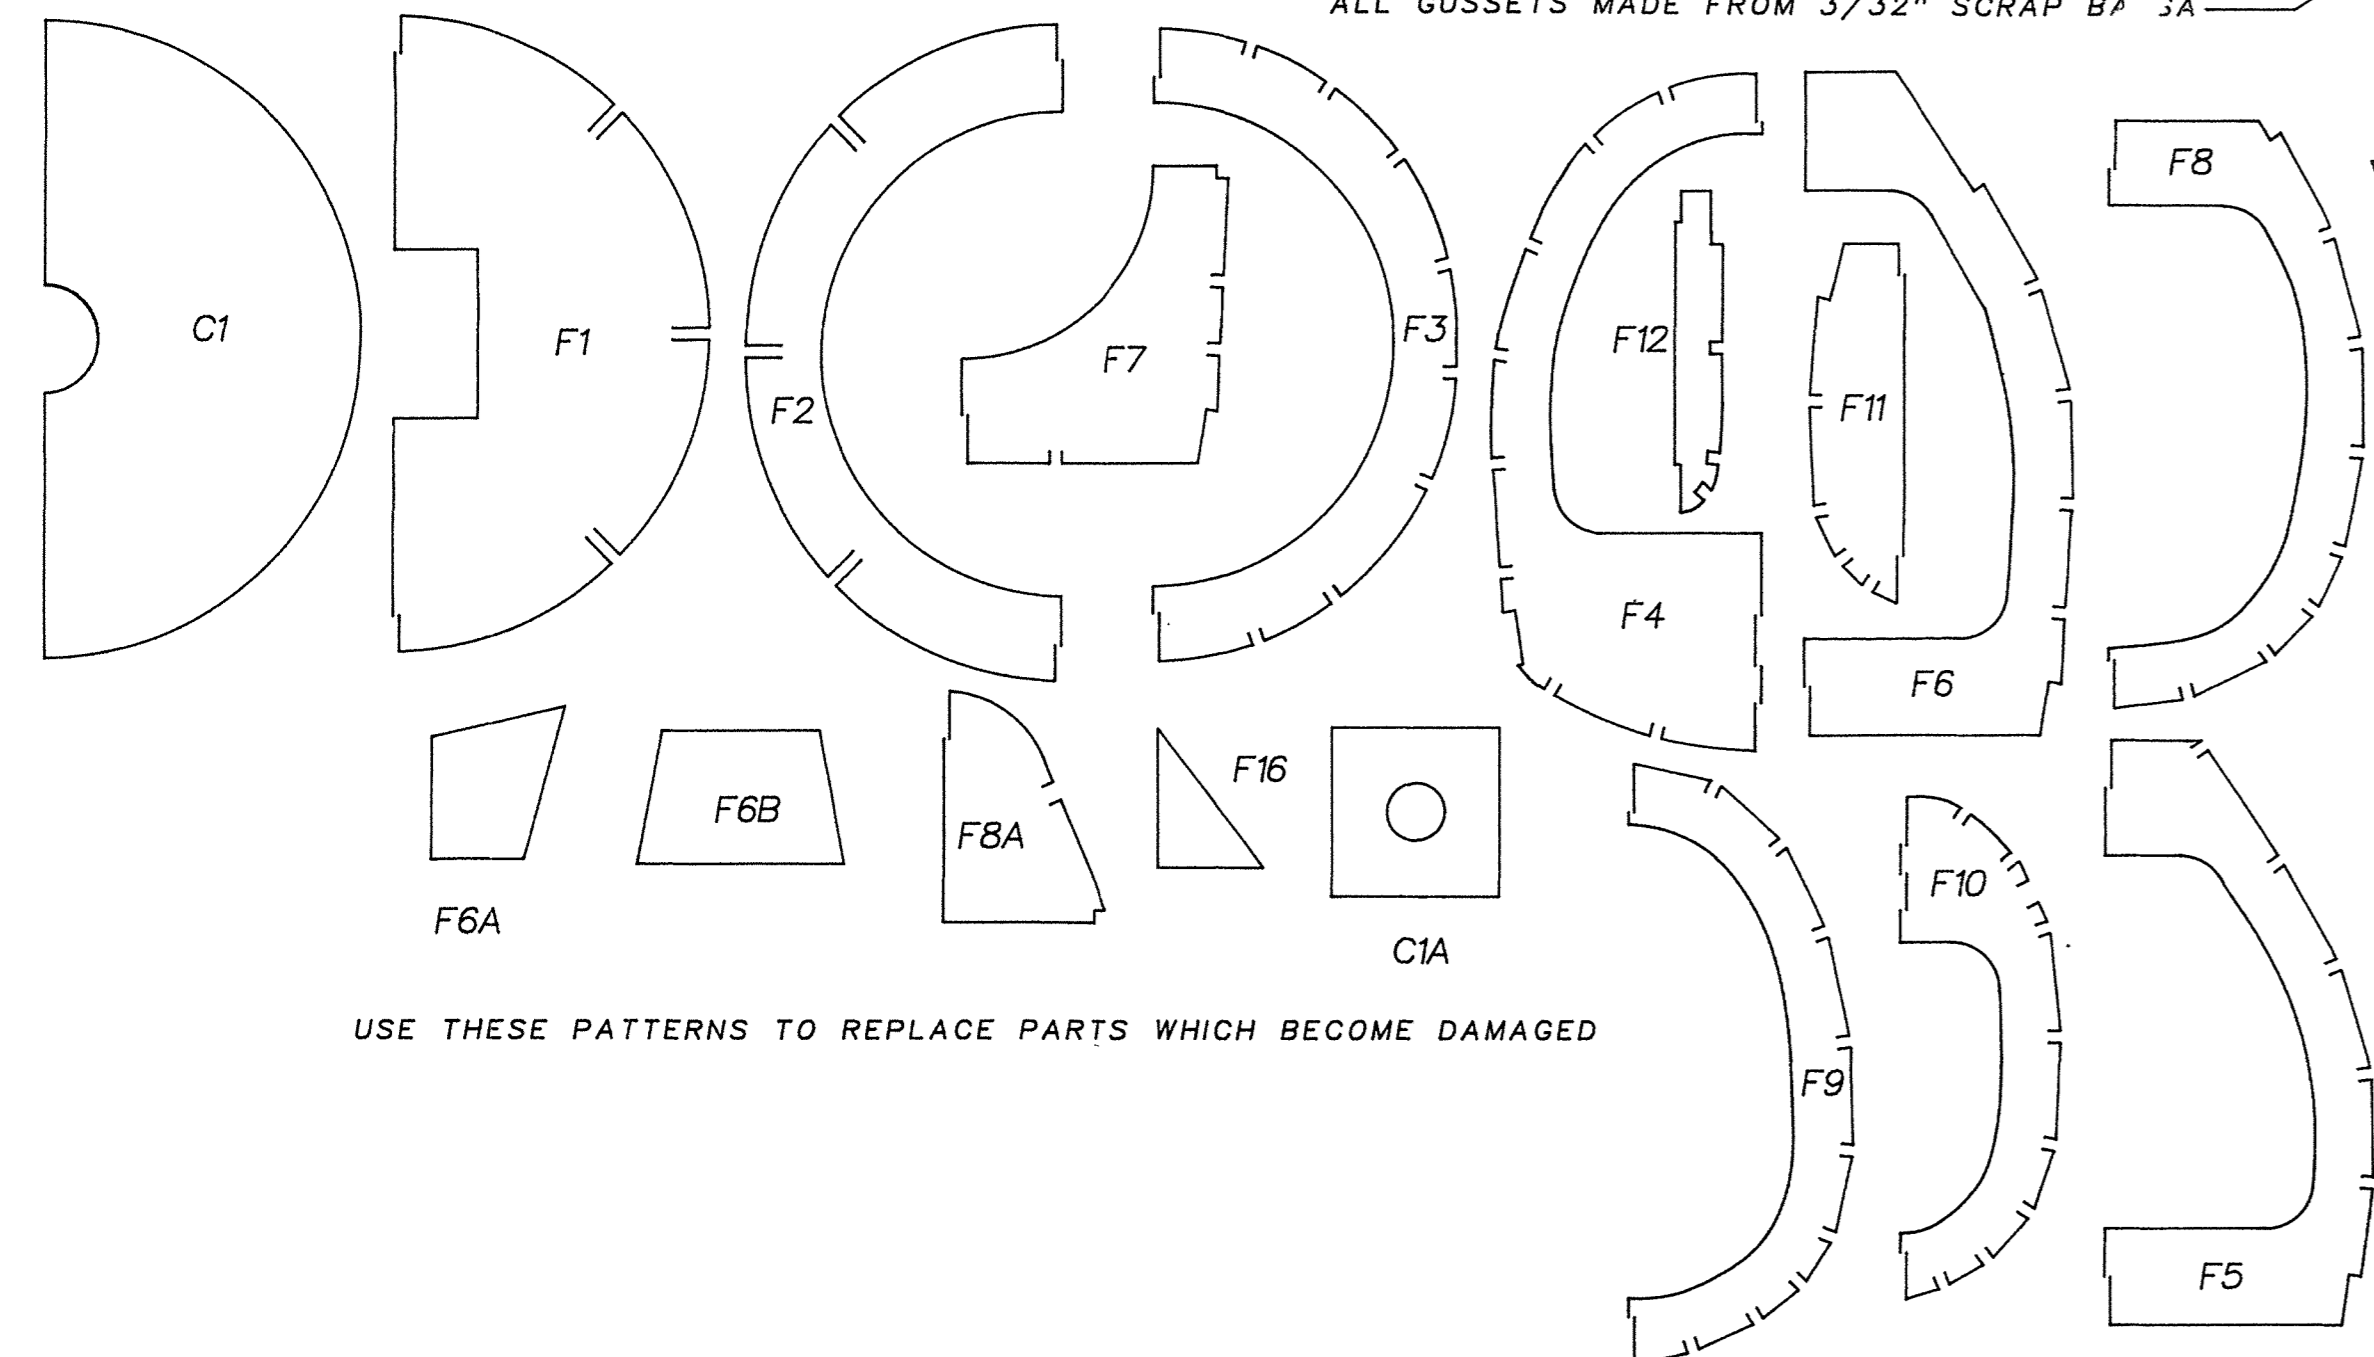 ALL GUSSETS MADE FROM 3/32" SCRAP
F8
C1
F1
F3
F12
F7
F11
F2
F4
F6
F16
F6B
F8A
F10
F6A
C1A
USE THESE PATTERNS TO REPLACE PARTS WHICH BECOME DAMAGED
F9
F5